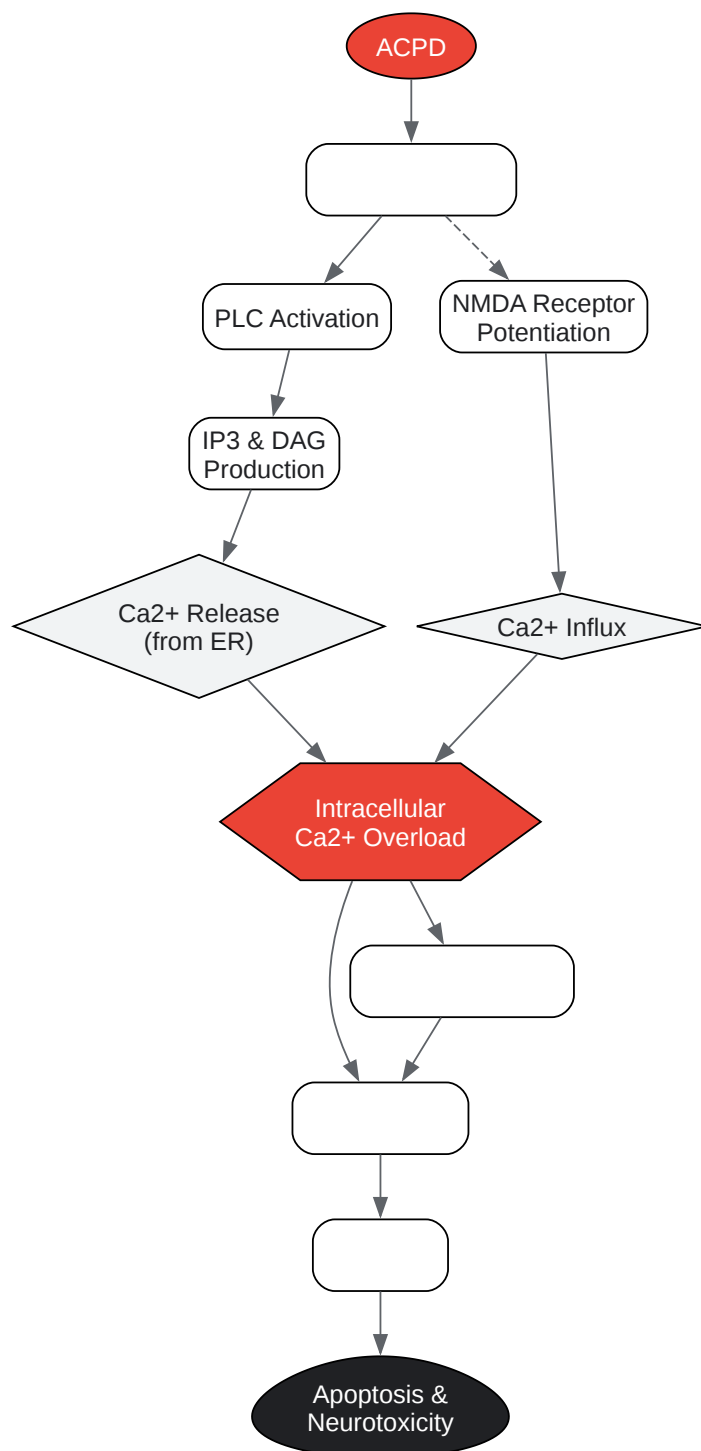 ACPD
PLC Activation
NMDA Receptor
Potentiation
IP3 & DAG
Production
Ca2+ Release
(from ER)
Ca2+ Influx
Intracellular
Ca2+ Overload
Apoptosis &
Neurotoxicity